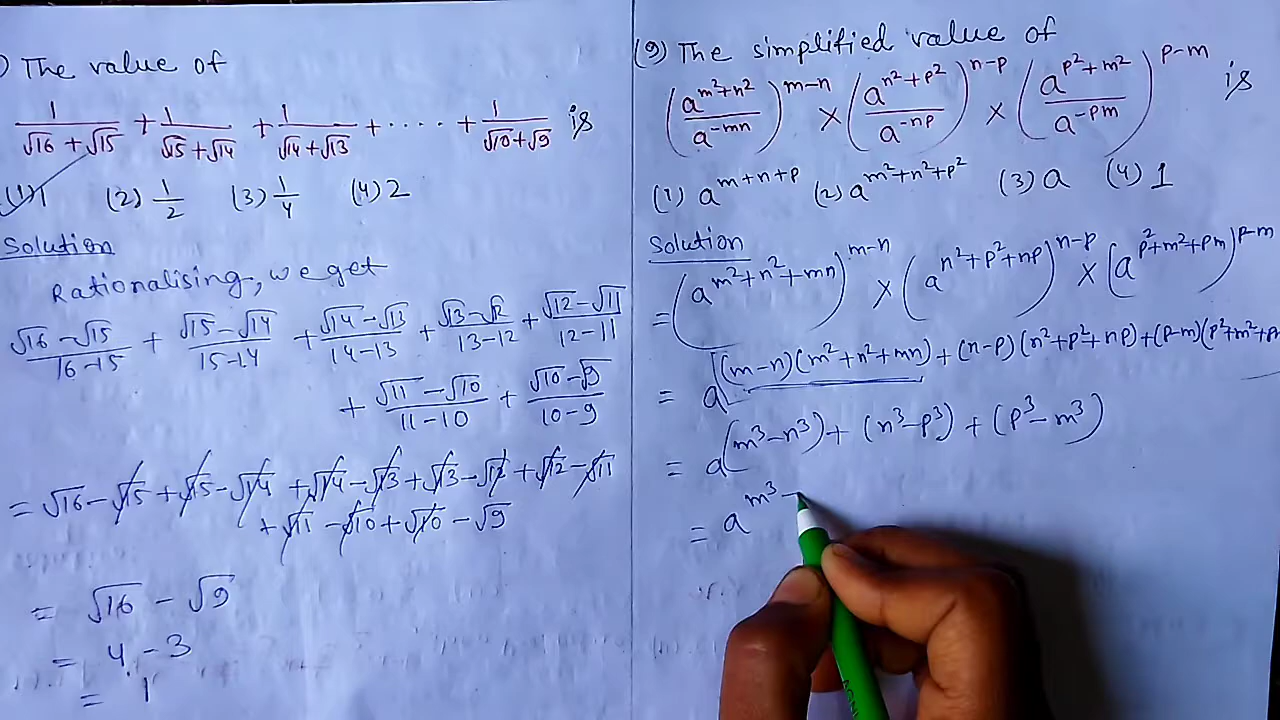 ) The value of
1/(√16 + √15) + 1/(√15 + √14) + 1/(√14 + √13) + ..... + 1/(√10 + √9) is
(1) 1 (2) 1/2 (3) 1/4 (4) 2
Solution
Rationalising, we get
(√16 - √15)/(16-15) + (√15 - √14)/(15-14) + (√14 - √13)/(14-13) + (√13 - √12)/(13-12) + (√12 - √11)/(12-11)
+ (√11 - √10)/(11-10) + (√10 - √9)/(10-9)
= √16 - √15 + √15 - √14 + √14 - √13 + √13 - √12 + √12 - √11
+ √11 - √10 + √10 - √9
= √16 - √9
= 4 - 3
= 1
(9) The simplified value of
(a^(m²+n²)/a^(-mn))^(m-n) × (a^(n²+p²)/a^(-np))^(n-p) × (a^(p²+m²)/a^(-pm))^(p-m) is
(1) a^(m+n+p) (2) a^(m²+n²+p²) (3) a (4) 1
Solution
= (a^(m²+n²+mn))^(m-n) × (a^(n²+p²+np))^(n-p) × (a^(p²+m²+pm))^(p-m)
= a^[(m-n)(m²+n²+mn) + (n-p)(n²+p²+np) + (p-m)(p²+m²+p
= a^(m³-n³) + (n³-p³) + (p³-m³)
= a^m³ -